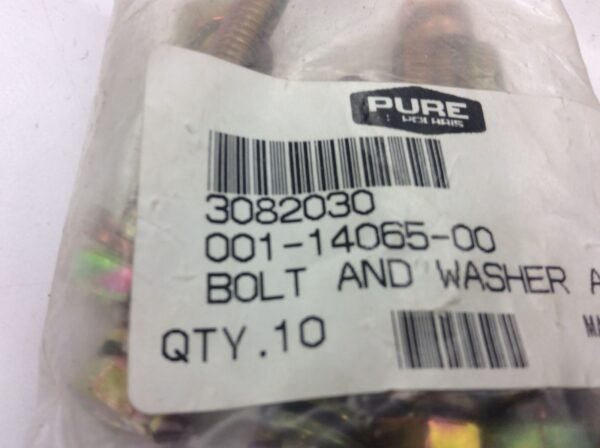 PURE
POLARIS
3082030
001-14065-00
BOLT AND WASHER A
QTY.10